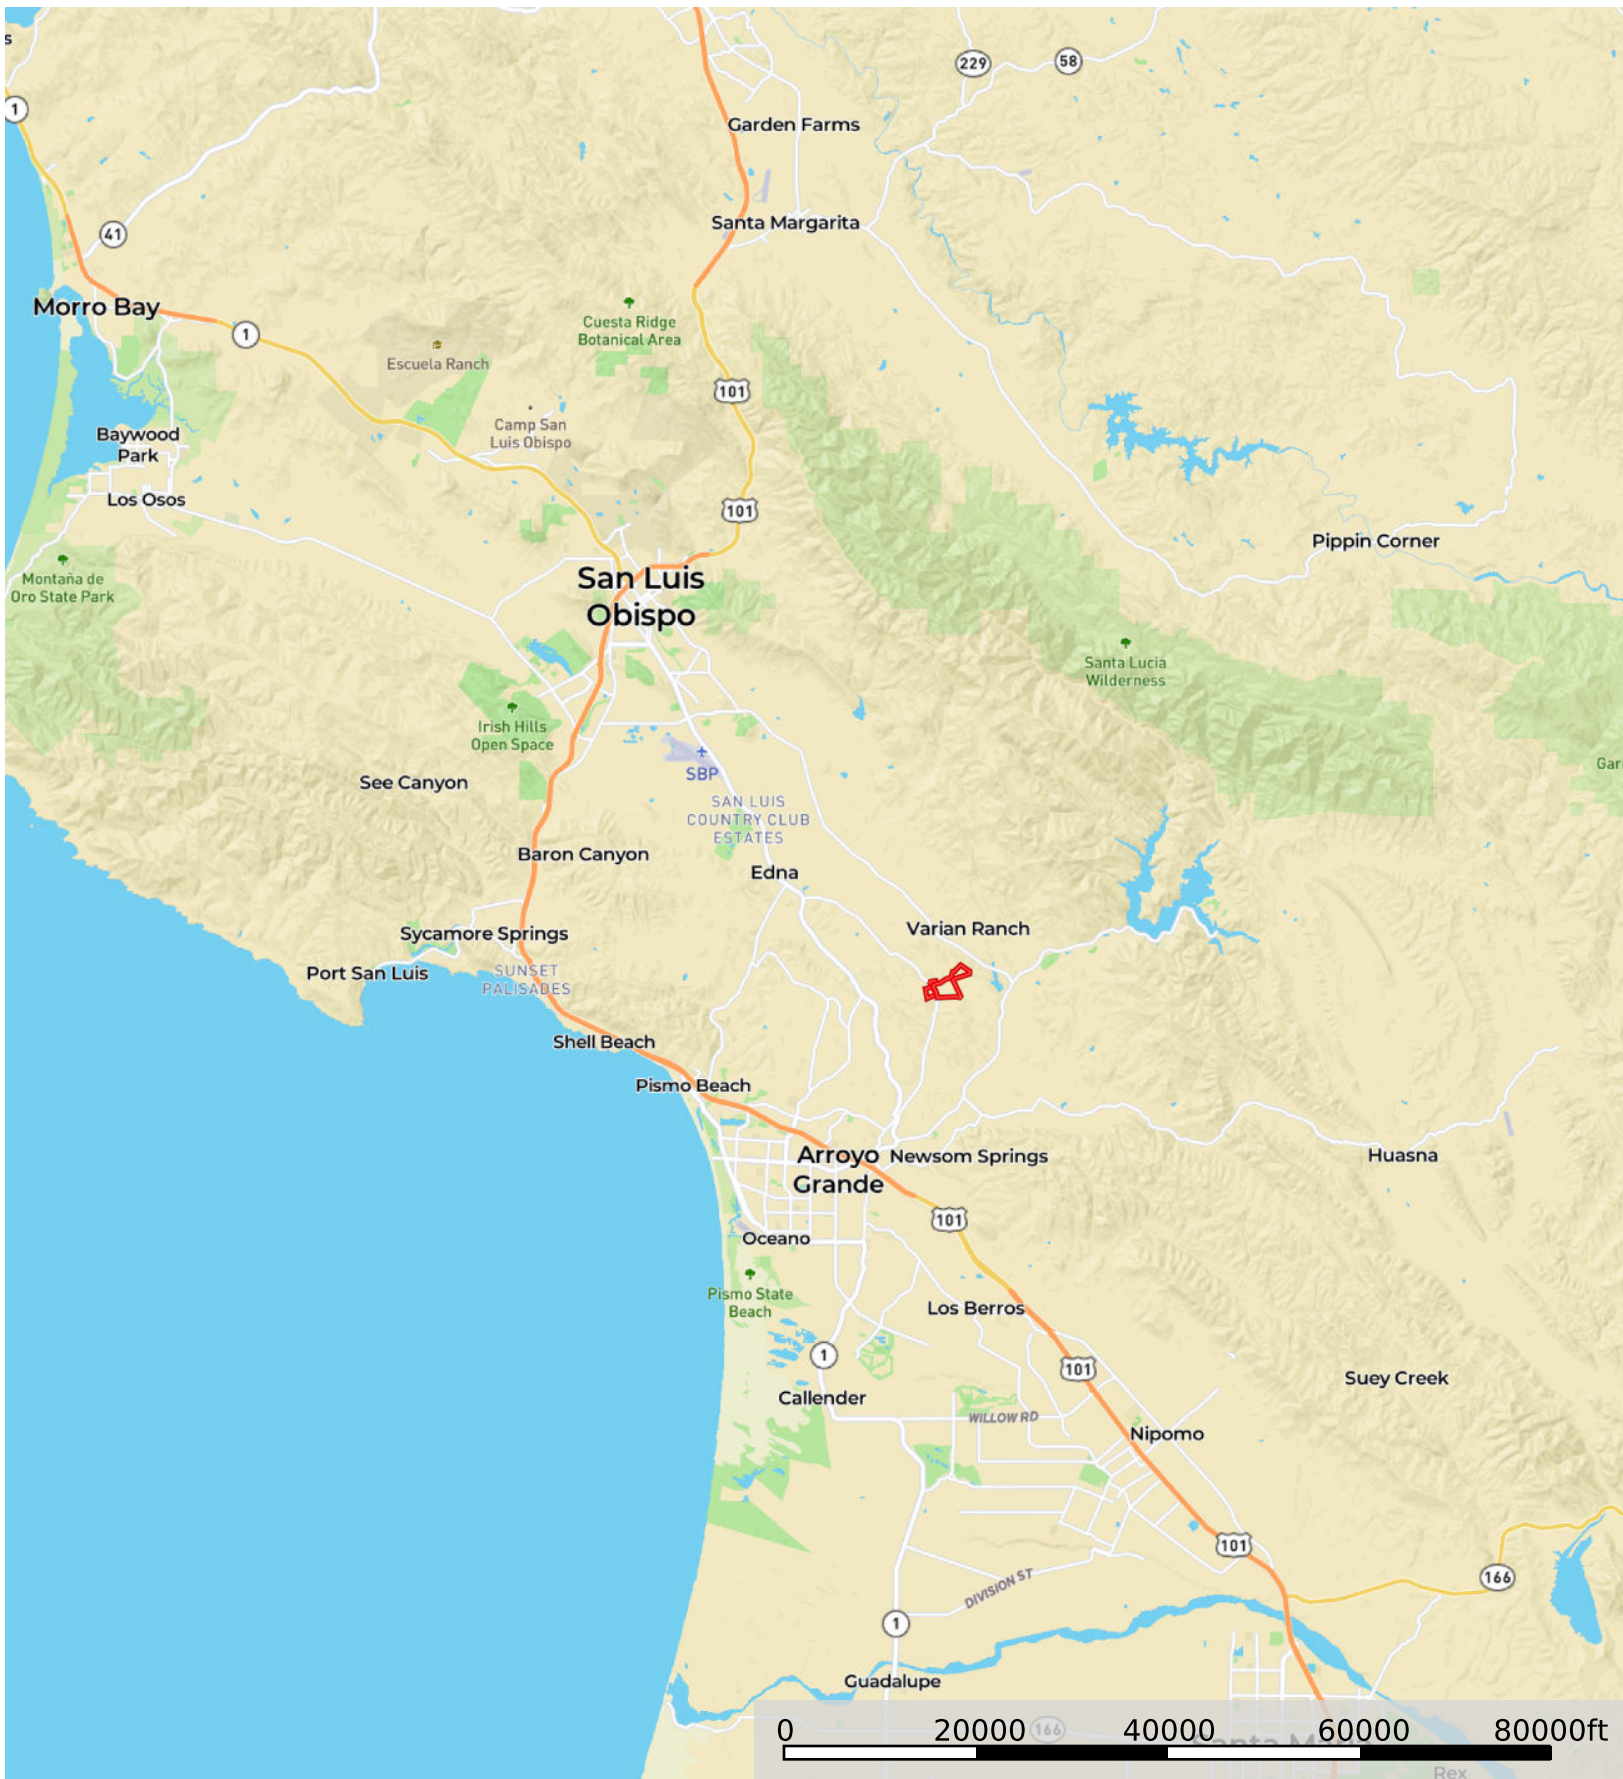 s
229
58
1
Garden Farms
Santa Margarita
41
Morro Bay
Cuesta Ridge
Botanical Area
1
Escuela Ranch
101
Camp San
Luis Obispo
Baywood
Park
Los Osos
101
Pippin Corner
Montaña de
Oro State Park
San Luis
Obispo
Santa Lucia
Wilderness
Irish Hills
Open Space
See Canyon
SBP
Gar
SAN LUIS
COUNTRY CLUB
ESTATES
Baron Canyon
Edna
Varian Ranch
Sycamore Springs
Port San Luis
SUNSET
PALISADES
Shell Beach
Pismo Beach
Arroyo
Grande
Newsom Springs
Huasna
101
Oceano
Pismo State
Beach
Los Berros
1
101
Suey Creek
Callender
WILLOW RD
Nipomo
101
166
DIVISION ST
1
Guadalupe
0 20000 40000 60000 80000ft
166
Santa Maria
Rex